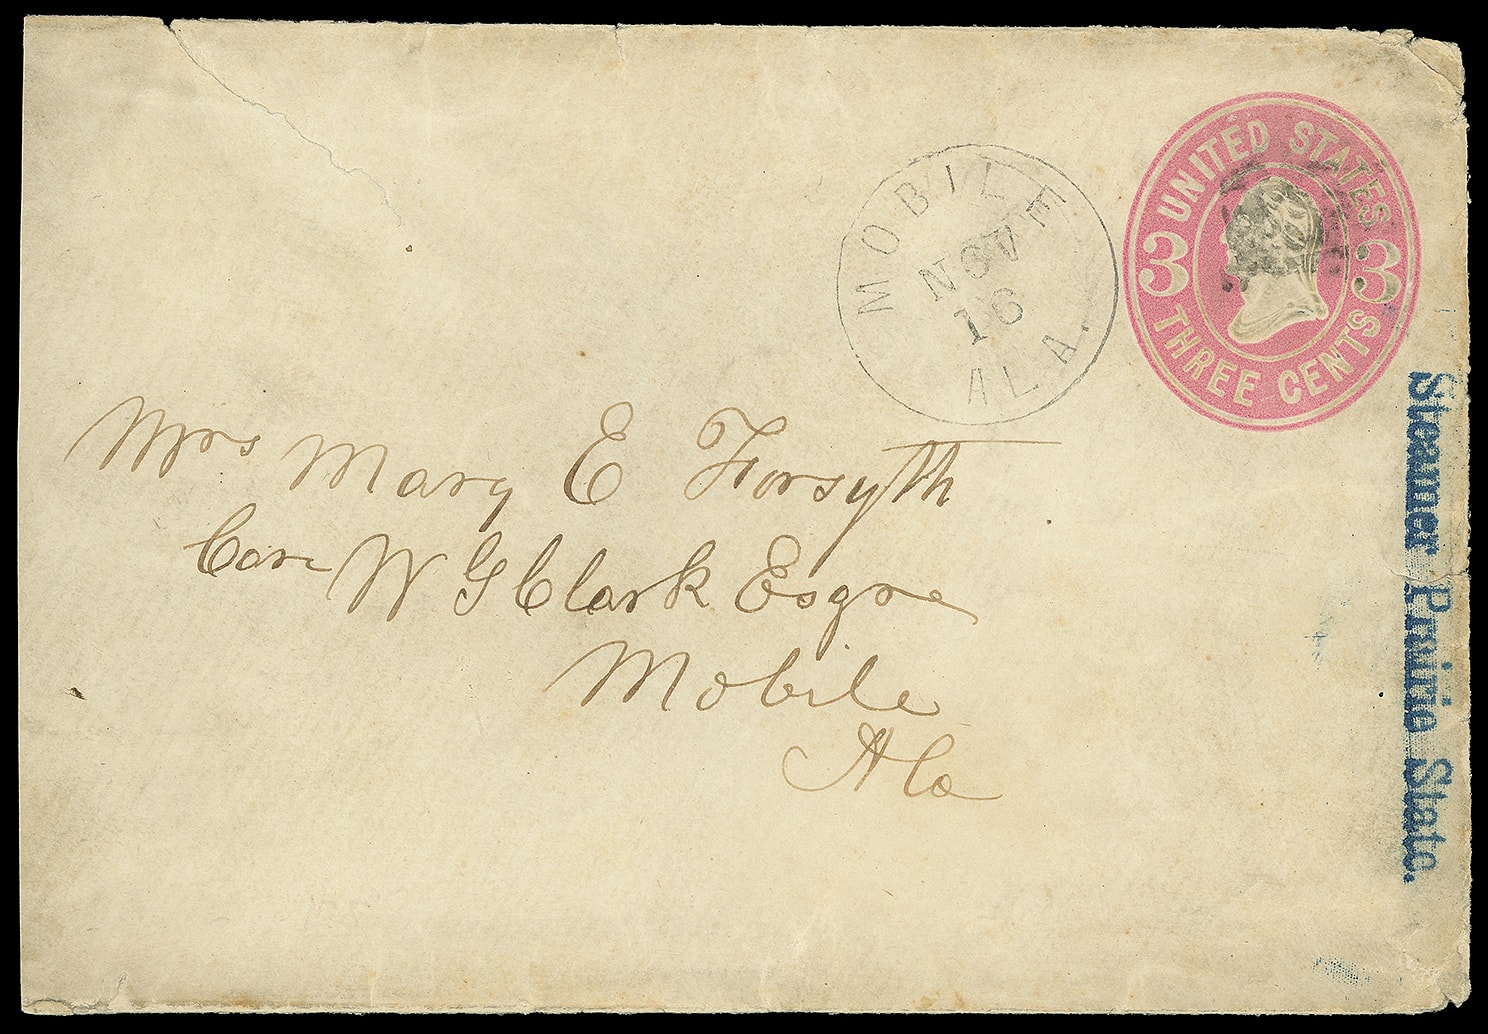 UNITED STATES
3 3
THREE CENTS
MOBILE
NOV
16
ALA.
Mrs Mary E Forsyth
Care W G Clark Esqre
Mobile
Ala
Steamer Prairie State.